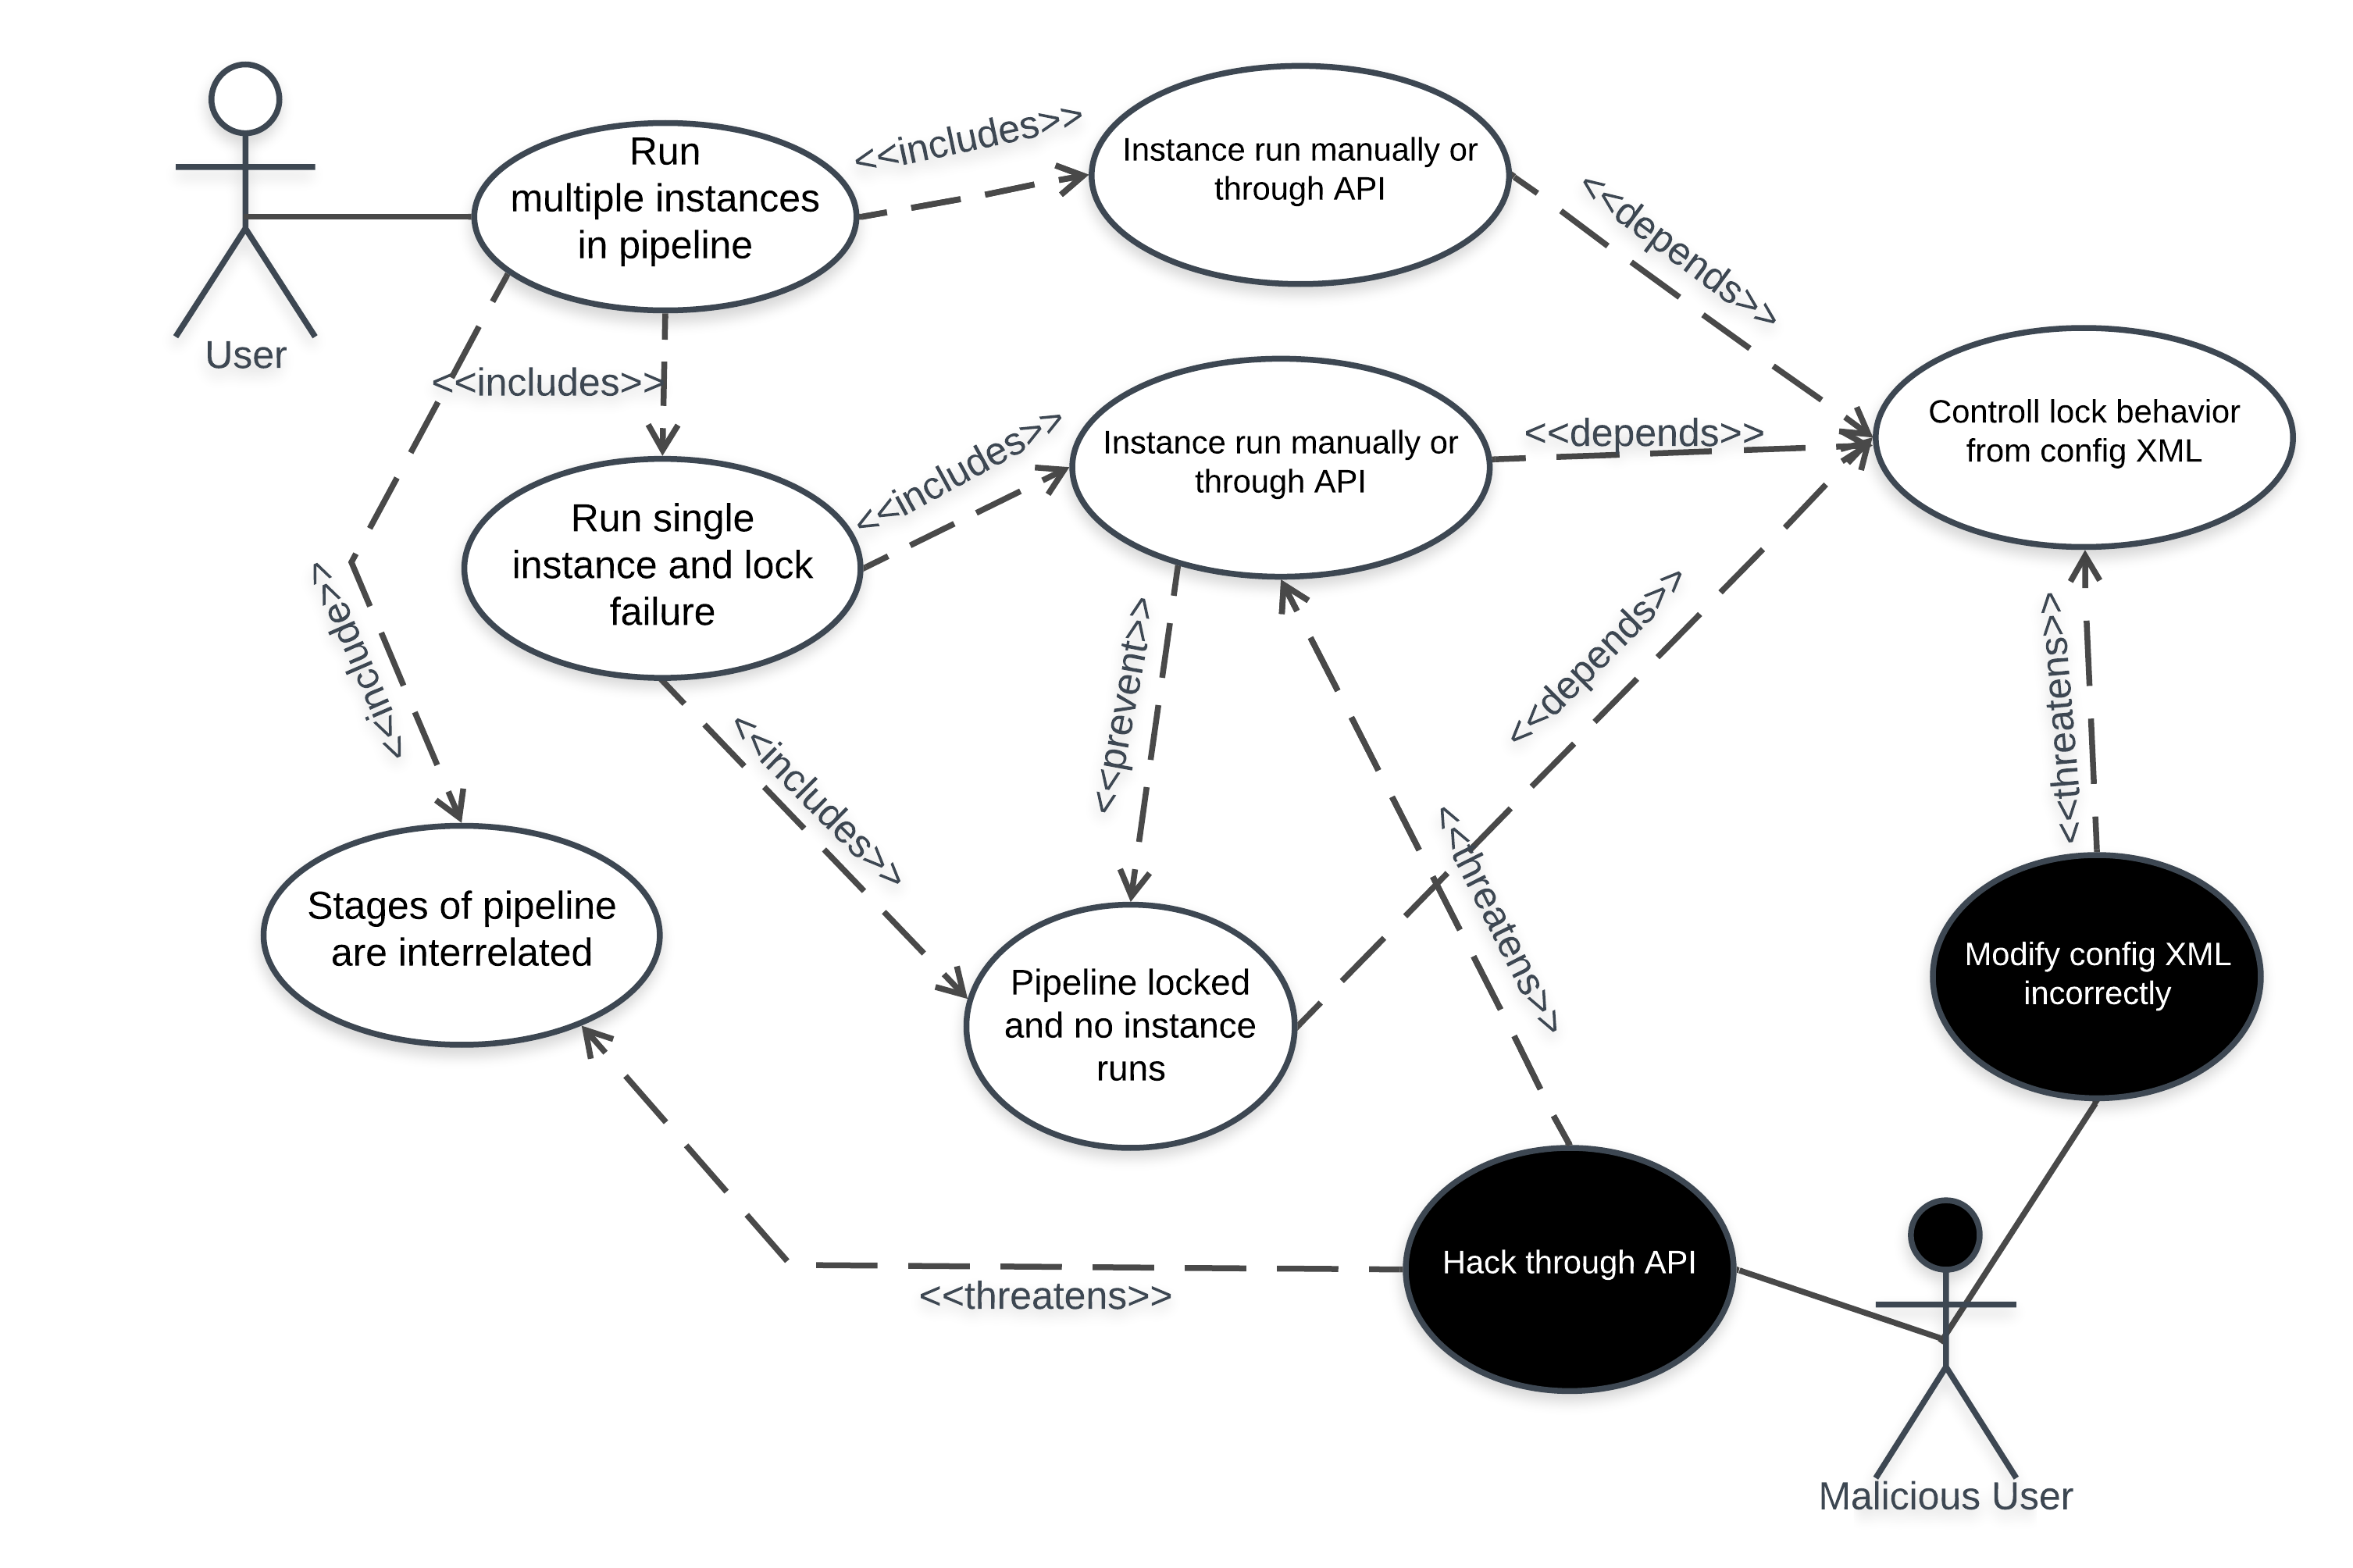 Run
multiple instances
in pipeline
<<includes>>
Instance run manually or
through API
<<depends>>
User
<<includes>>
Instance run manually or
through API
<<depends>>
Controll lock behavior
from config XML
<<includes>>
Run single
instance and lock
failure
<<include>>
<<prevent>>
<<depends>>
<<threatens>>
<<includes>>
<<threatens>>
Stages of pipeline
are interrelated
Pipeline locked
and no instance
runs
Modify config XML
incorrectly
Hack through API
<<threatens>>
Malicious User